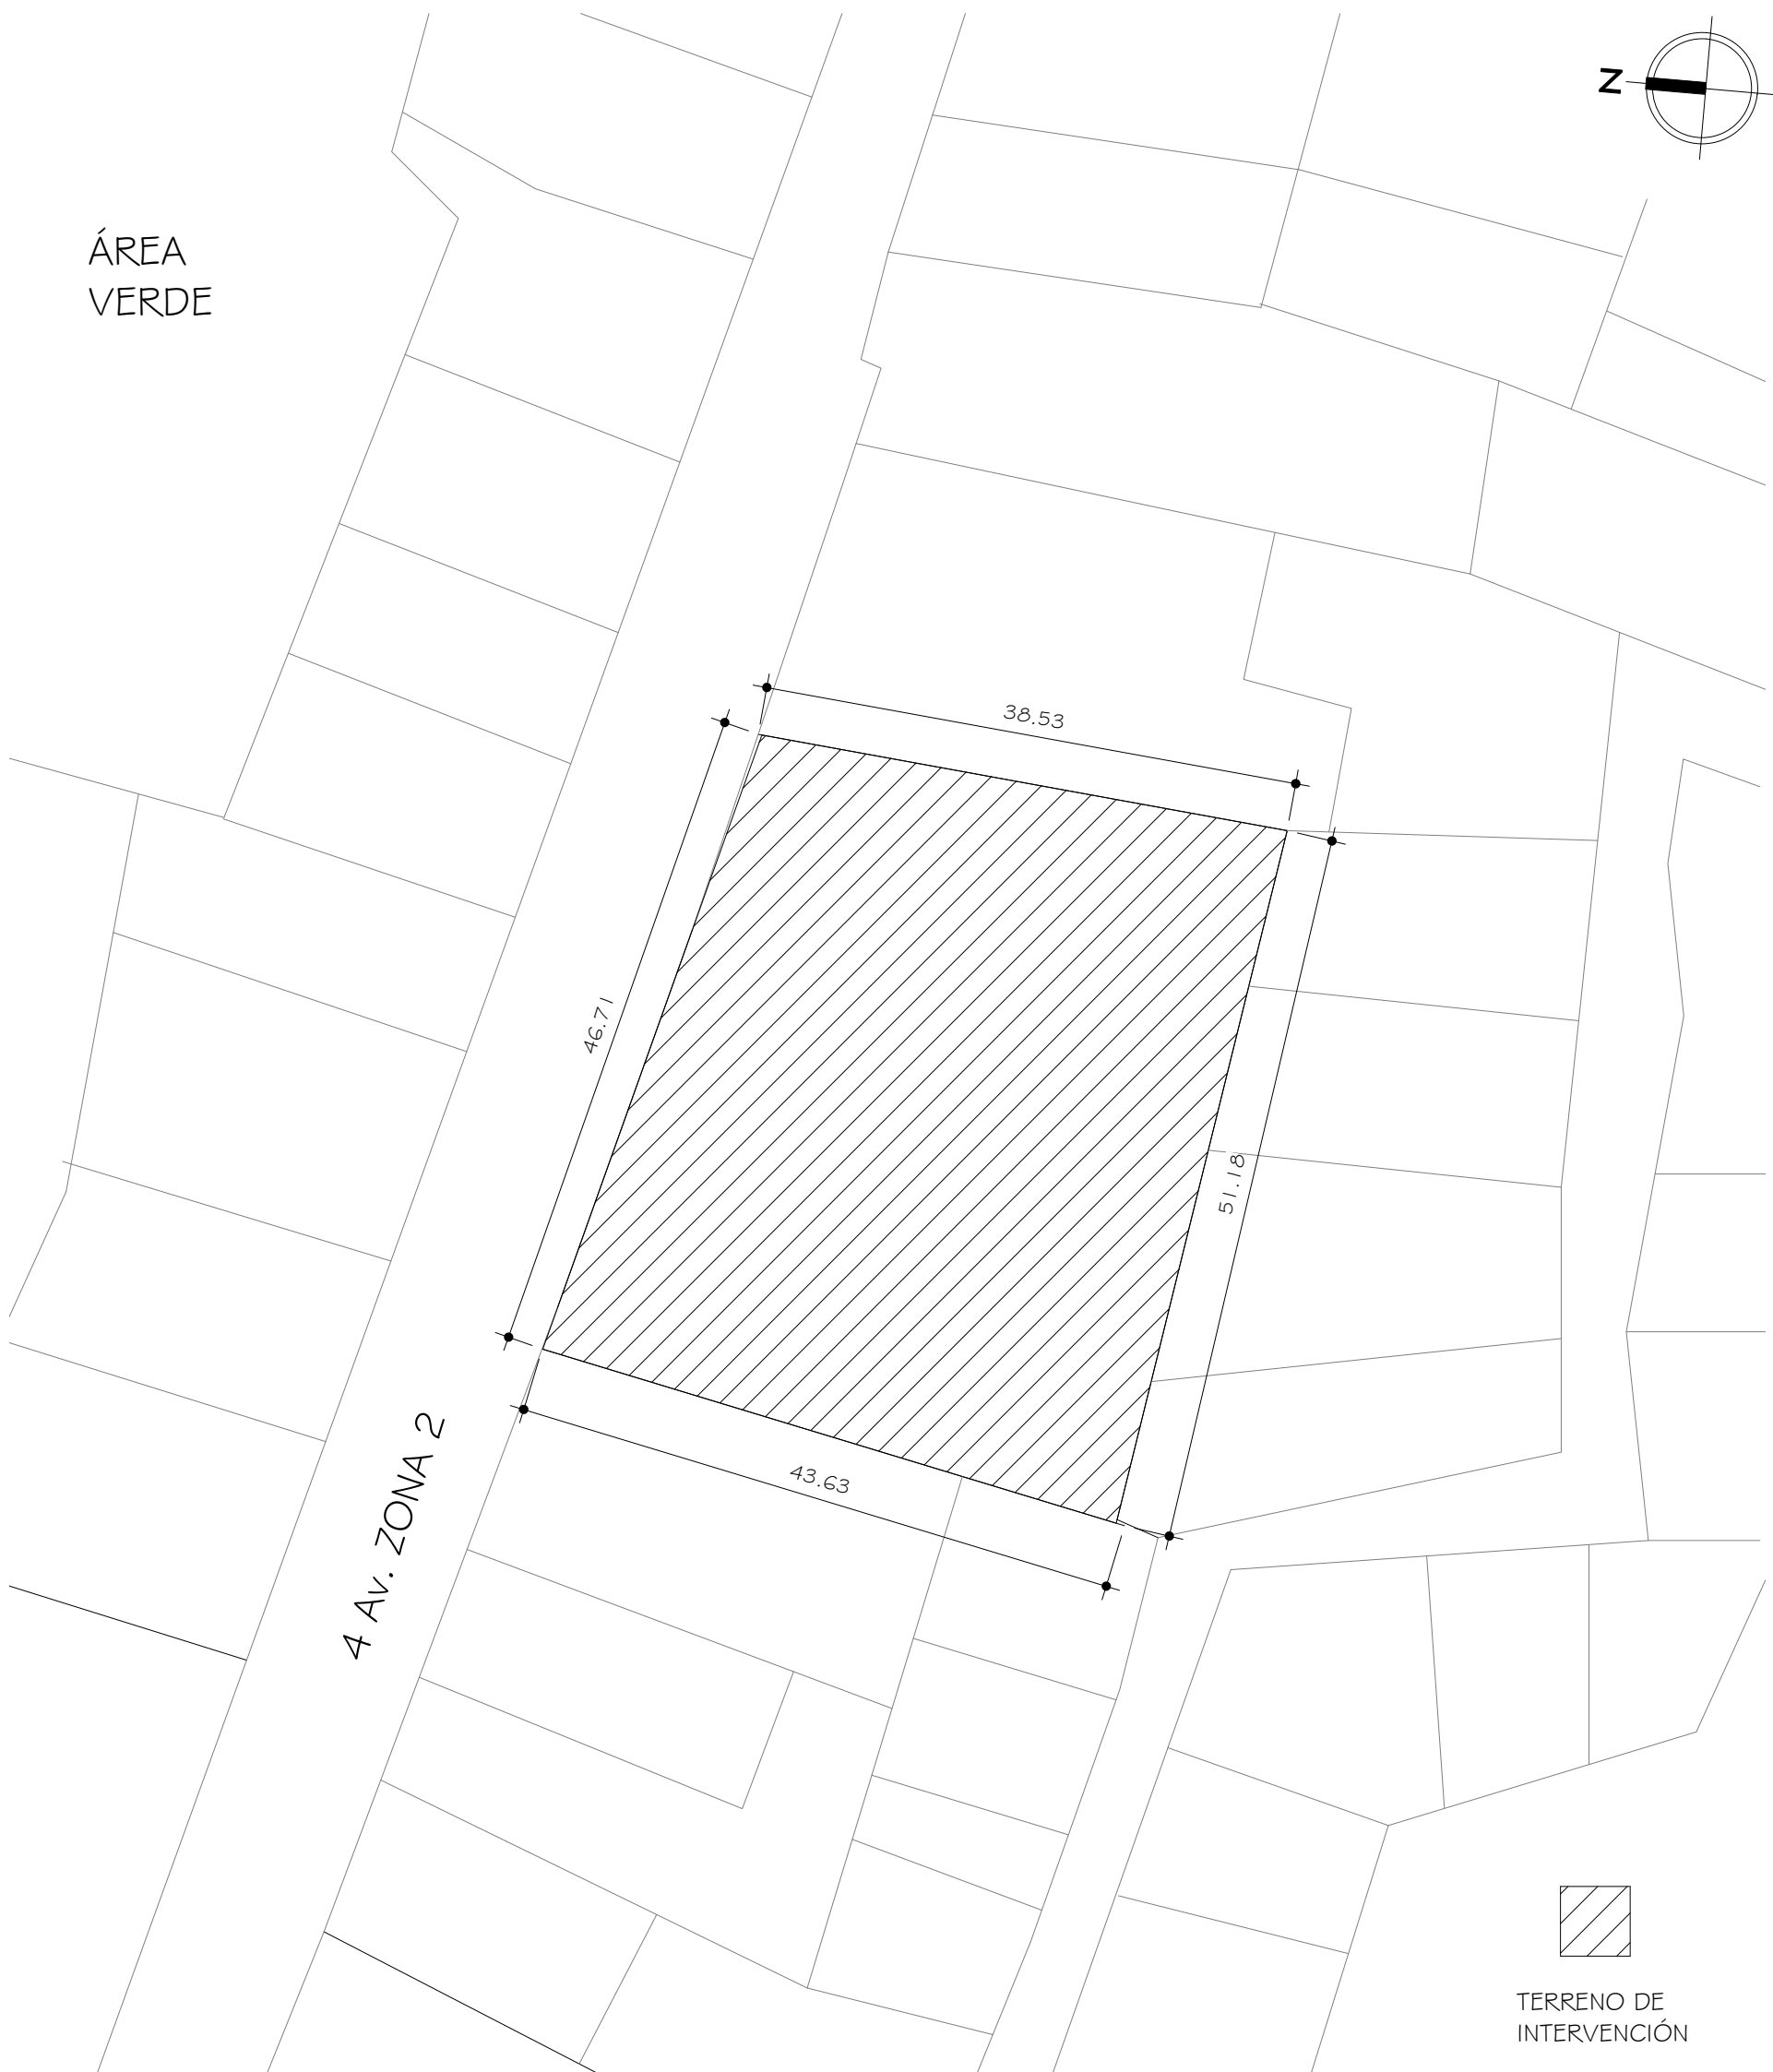 Z
ÁREA
VERDE
38.53
46.71
51.18
43.63
4 Av. ZONA 2
TERRENO DE
INTERVENCIÓN